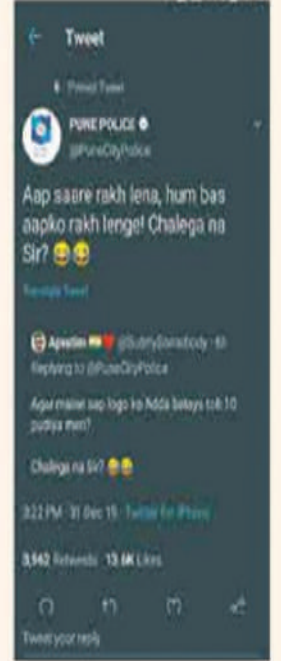 Tweet
Pinned Tweet
PUNE POLICE
@PuneCityPolice
Aap saare rakh lena, hum bas
aapko rakh lenge! Chalega na
Sir? 😂😂
Translate Tweet
Replying to @PuneCityPolice
Agar maine aap logo ko Adda bataya toh 10
pudiya meri?
Chalega na Sir? 😂😂
3:22 PM · 31 Dec 19 · Twitter for iPhone
3,562 Retweets 13.6K Likes
Tweet your reply